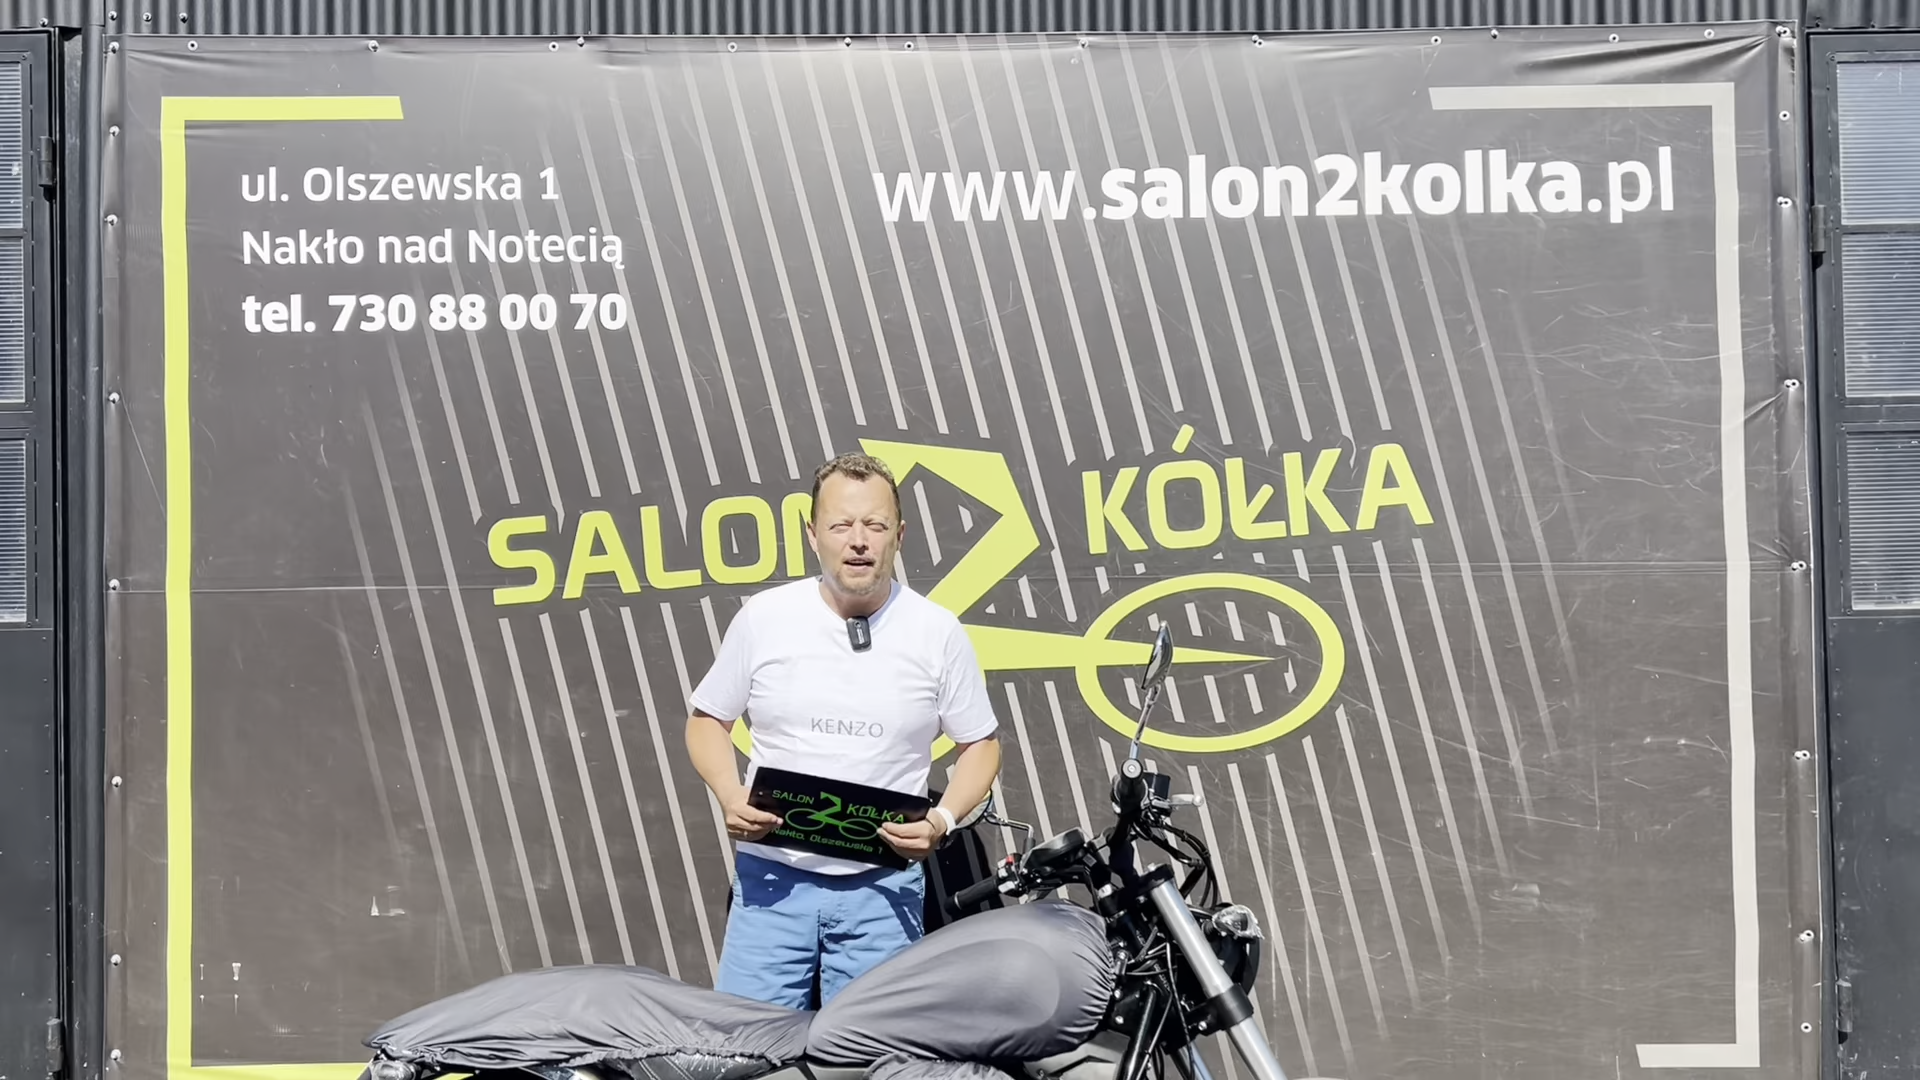 ul. Olszewska 1
Nakło nad Notecią
tel. 730 88 00 70
www.salon2kolka.pl
SALON 2 KÓŁKA
KENZO
SALON 2 KÓŁKA
Nakło, Olszewska 1